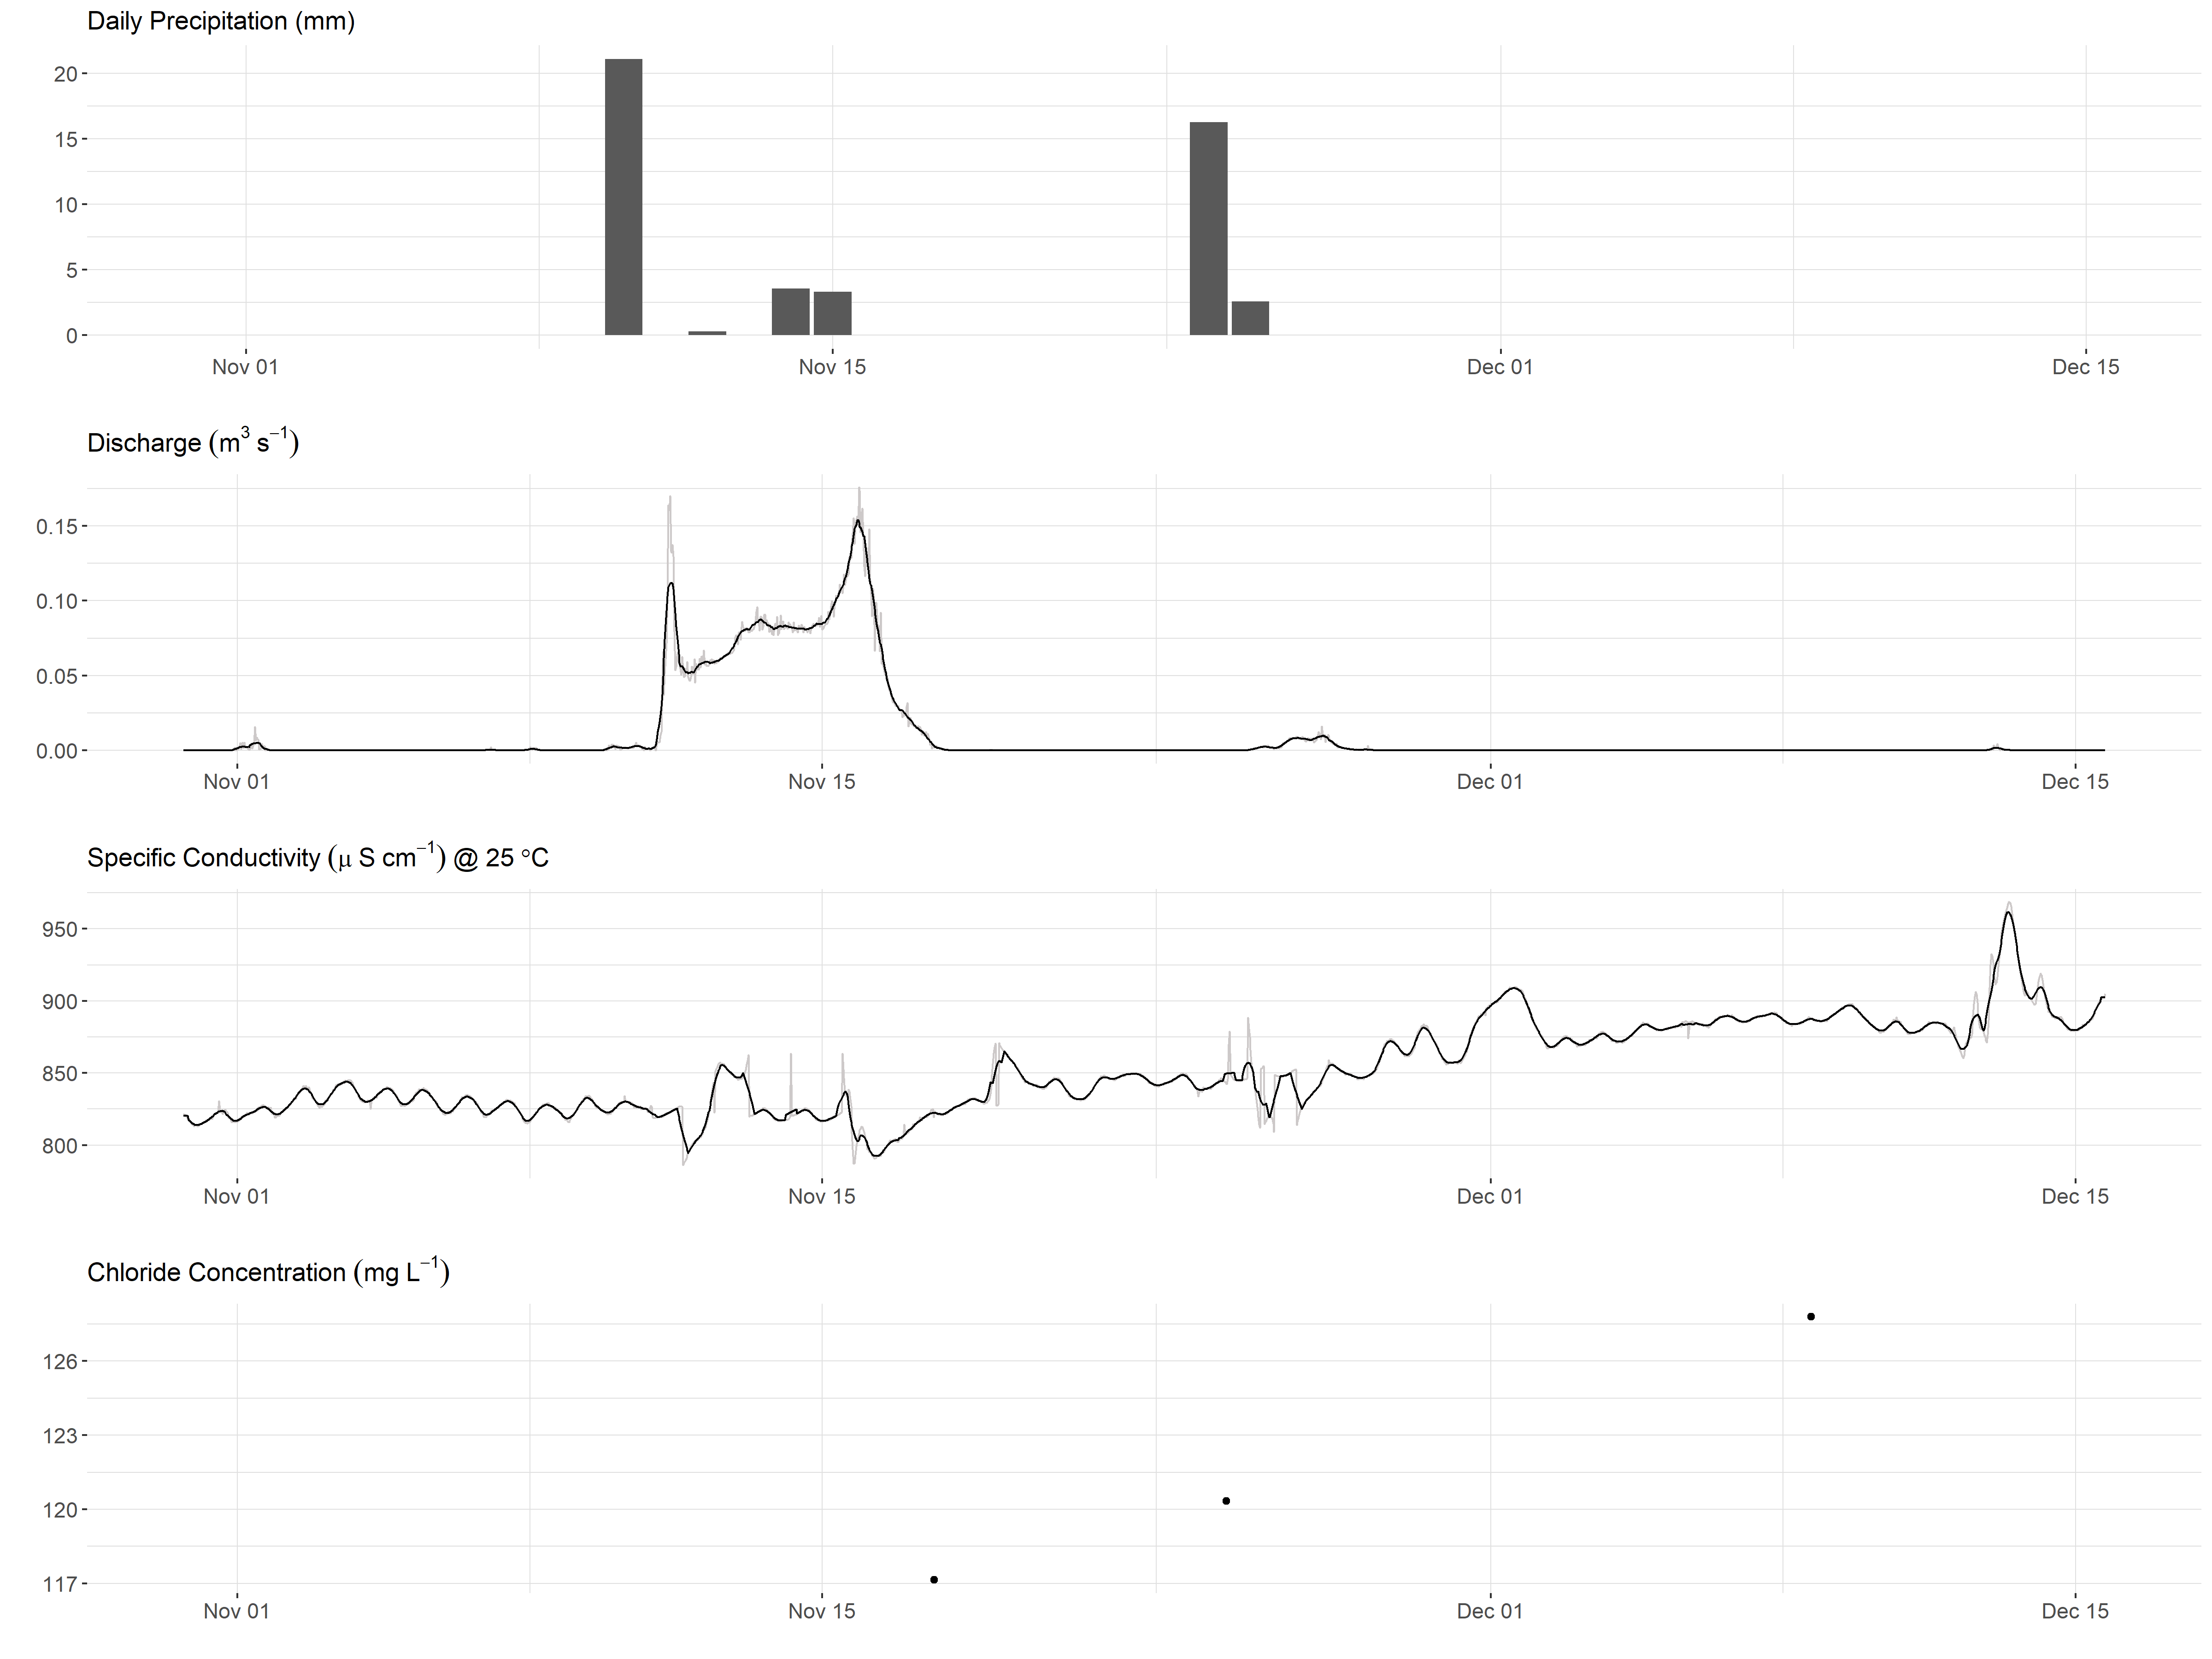 Daily Precipitation (mm)
20
15
10
5
0
Nov 01 Nov 15 Dec 01 Dec 15
Discharge (m³ s⁻¹)
0.15
0.10
0.05
0.00
Nov 01 Nov 15 Dec 01 Dec 15
Specific Conductivity (μ S cm⁻¹) @ 25 °C
950
900
850
800
Nov 01 Nov 15 Dec 01 Dec 15
Chloride Concentration (mg L⁻¹)
126
123
120
117
Nov 01 Nov 15 Dec 01 Dec 15